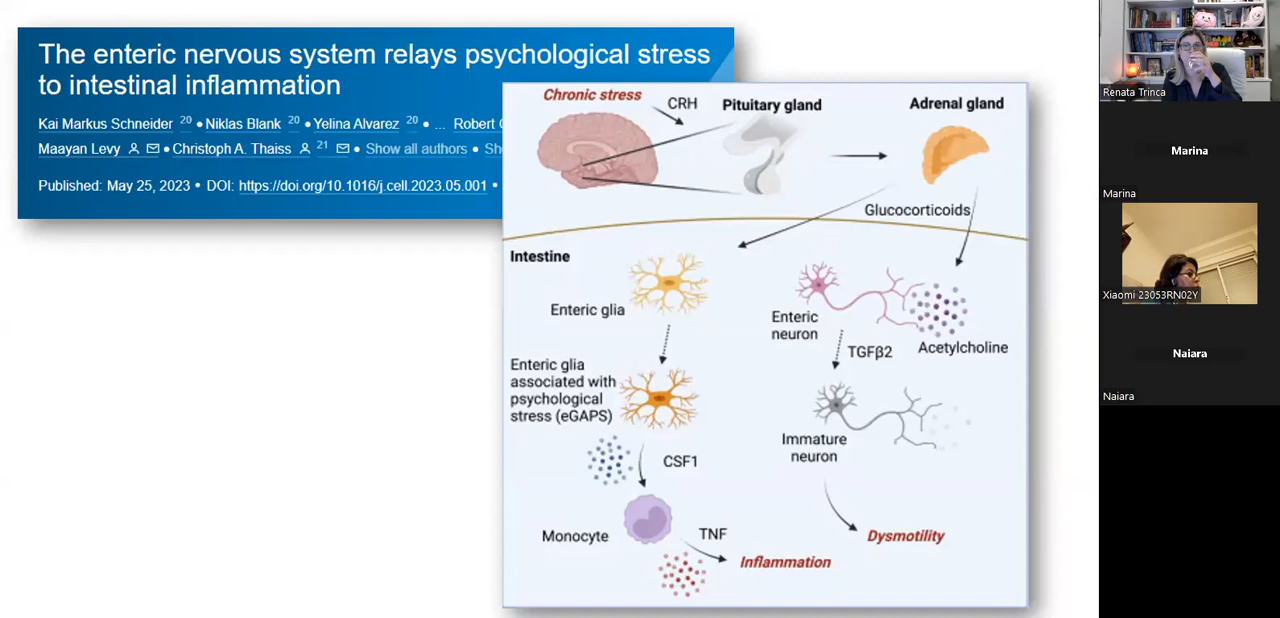 The enteric nervous system relays psychological stress
to intestinal inflammation
Kai Markus Schneider 20 • Niklas Blank 20 • Yelina Alvarez 20 • ... Robert
Maayan Levy • Christoph A. Thaiss 21 • Show all authors •
Published: May 25, 2023 • DOI: https://doi.org/10.1016/j.cell.2023.05.001 •
Chronic stress
CRH
Pituitary gland
Adrenal gland
Glucocorticoids
Intestine
Enteric glia
Enteric
neuron
Acetylcholine
TGFβ2
Enteric glia
associated with
psychological
stress (eGAPS)
Immature
neuron
CSF1
Monocyte
TNF
Dysmotility
Inflammation
Renata Trinca
Marina
Marina
Xiaomi 23053RN02Y
Naiara
Naiara